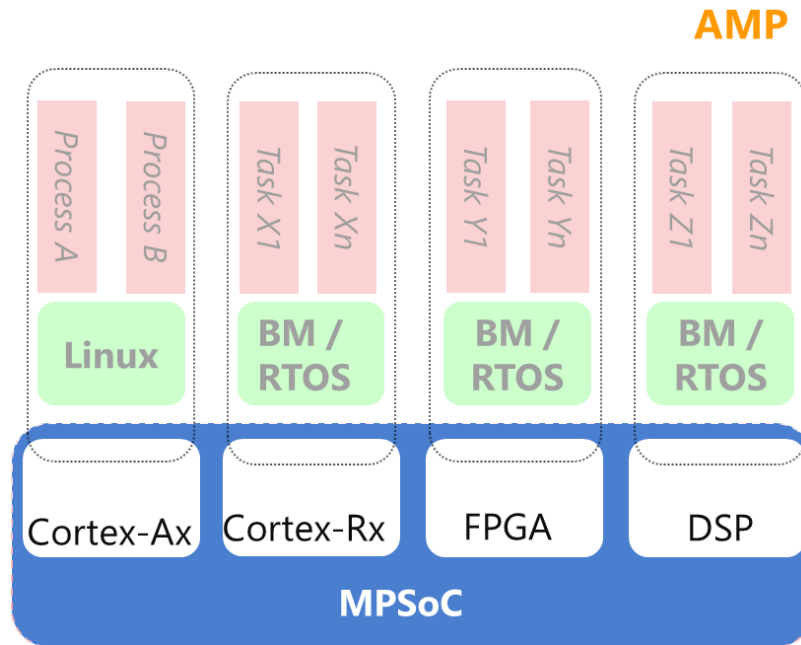 AMP
Process A
Process B
Task X1
Task Xn
Task Y1
Task Yn
Task Z1
Task Zn
Linux
BM /
RTOS
BM /
RTOS
BM /
RTOS
Cortex-Ax
Cortex-Rx
FPGA
DSP
MPSoC